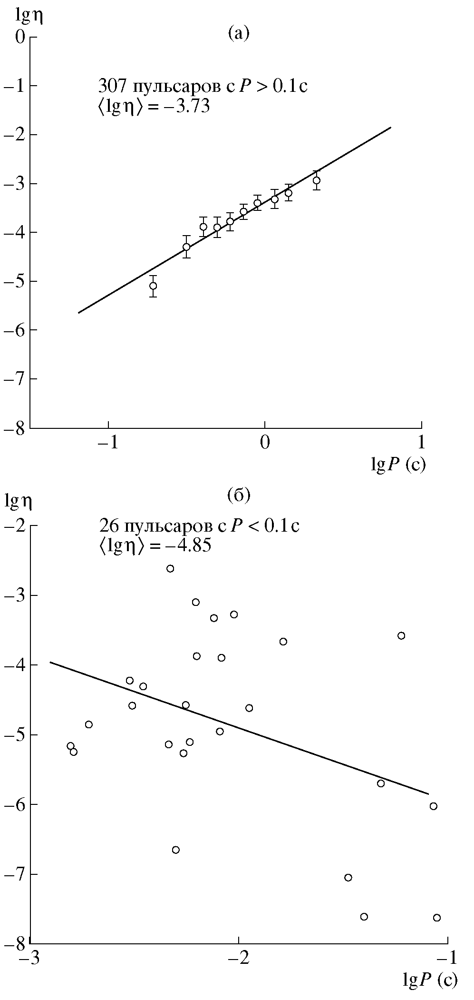 lgη
(а)
0
307 пульсаров с P > 0.1 с
−1
⟨lgη⟩ = −3.73
−2
−3
−4
−5
−6
−7
−8
−1 0 1
lgP (с)
(б)
lgη
−2
26 пульсаров с P < 0.1 с
⟨lgη⟩ = −4.85
−3
−4
−5
−6
−7
−8
−3 −2 −1
lgP (с)